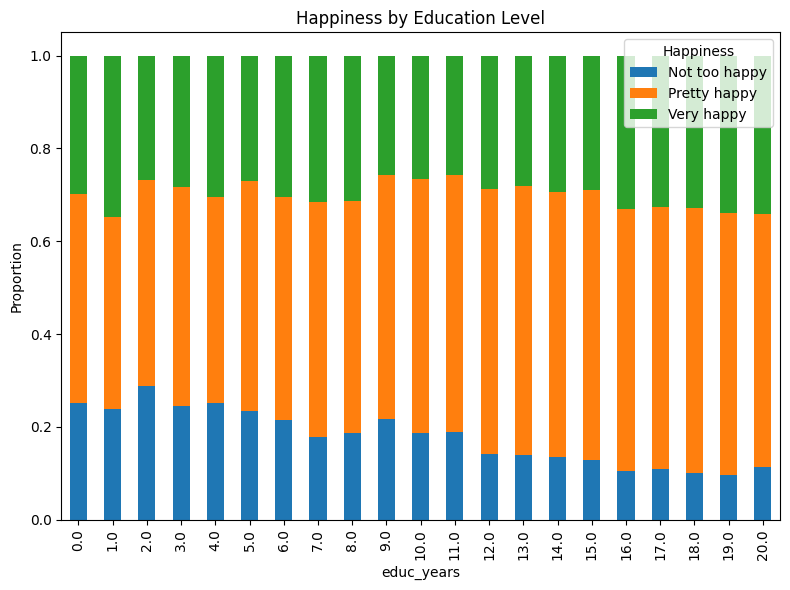 Happiness by Education Level
Happiness
Not too happy
Pretty happy
Very happy
Proportion
1.0
0.8
0.6
0.4
0.2
0.0
0.0 1.0 2.0 3.0 4.0 5.0 6.0 7.0 8.0 9.0 10.0 11.0 12.0 13.0 14.0 15.0 16.0 17.0 18.0 19.0 20.0
educ_years